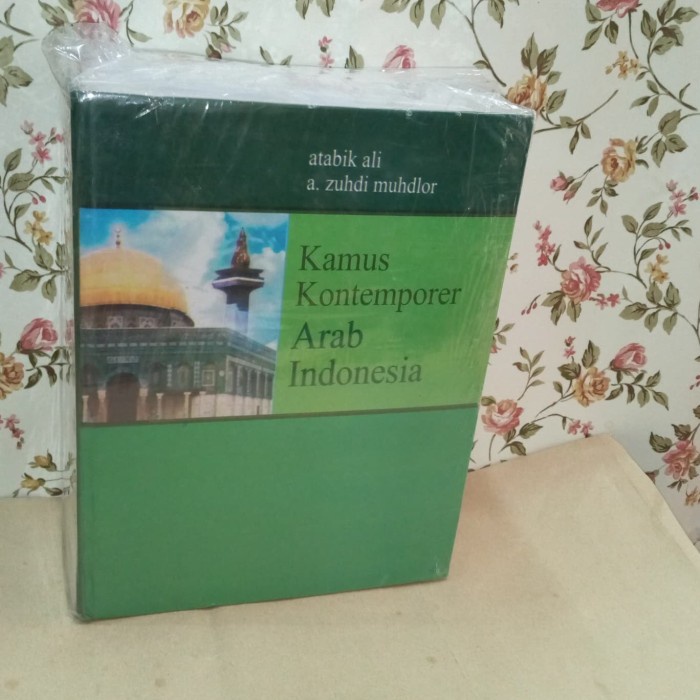 atabik ali
a. zuhdi muhdlor
Kamus
Kontemporer
Arab
Indonesia